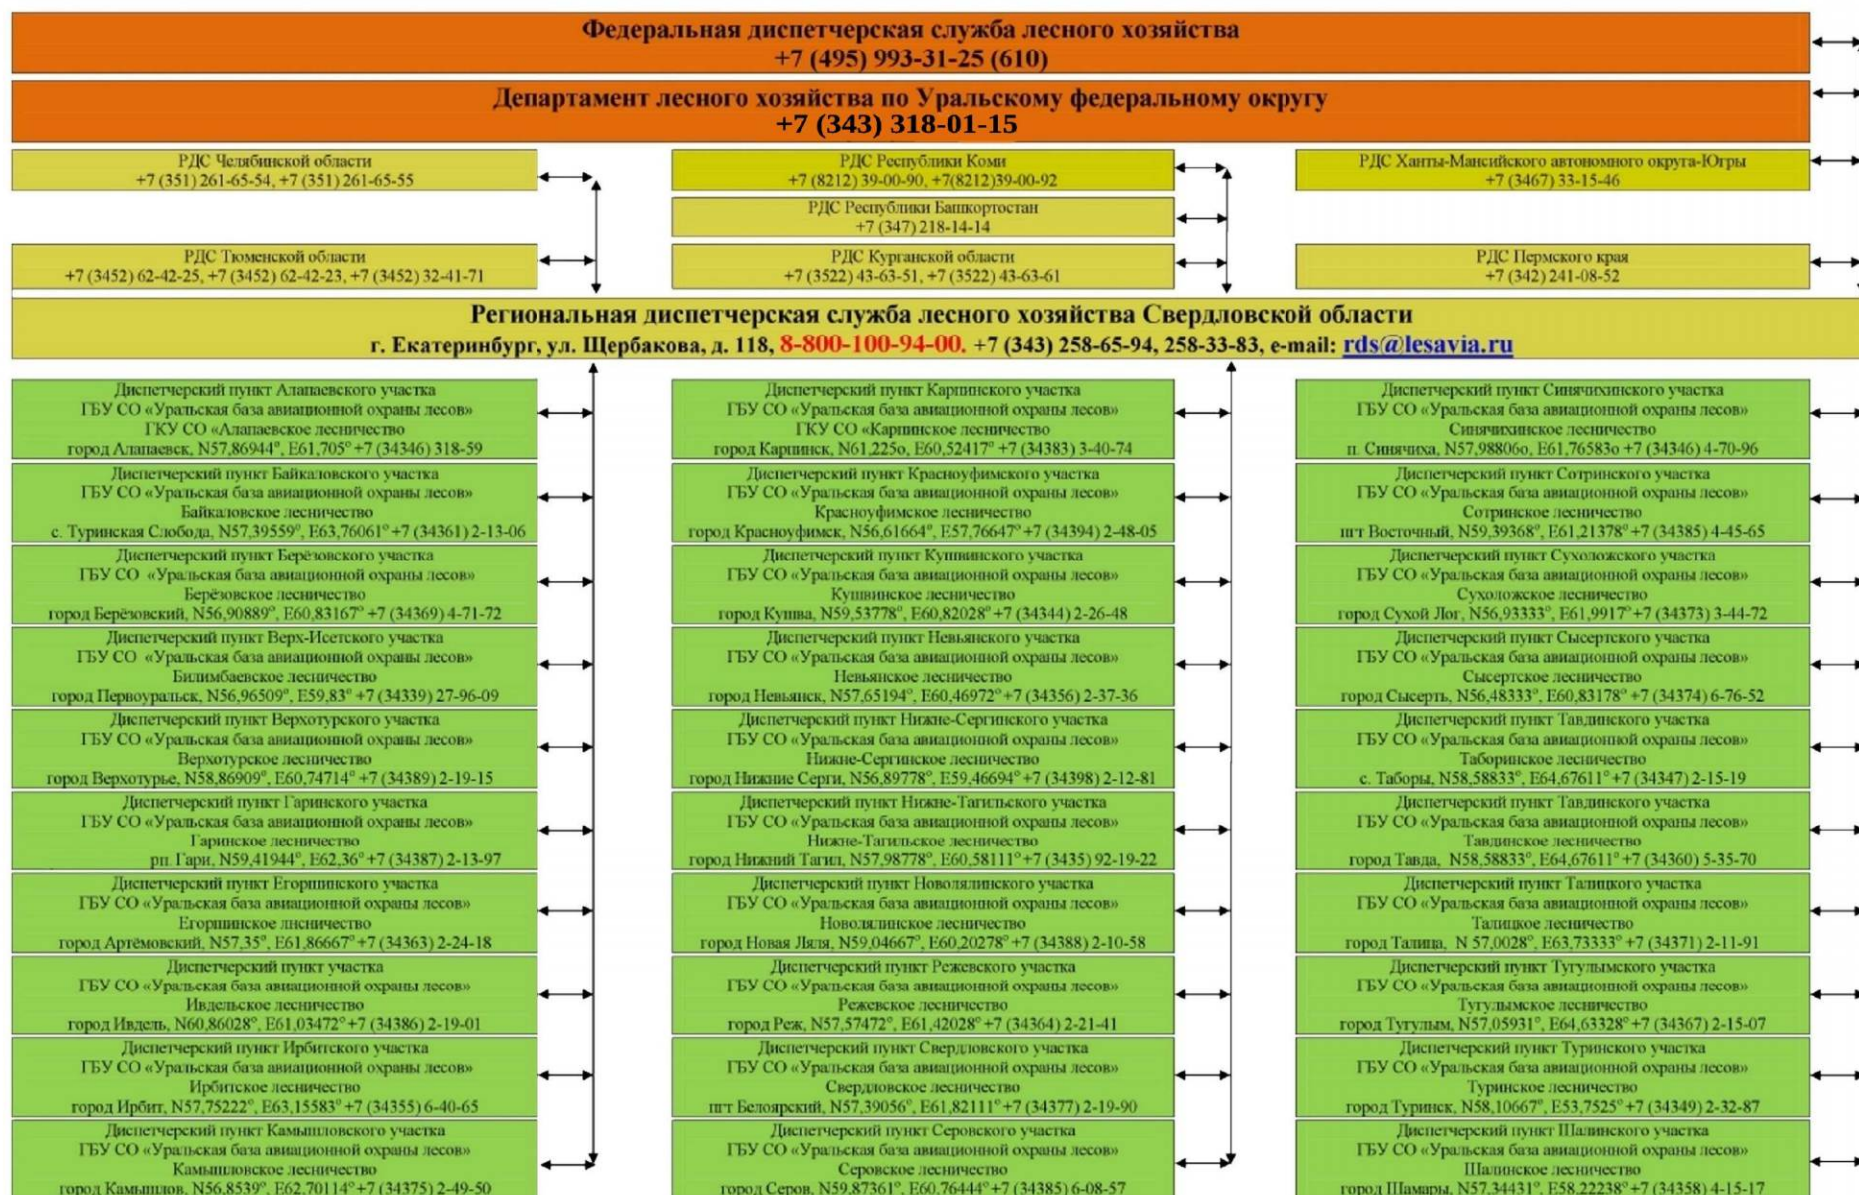 Федеральная диспетчерская служба лесного хозяйства
+7 (495) 993-31-25 (610)
Департамент лесного хозяйства по Уральскому федеральному округу
+7 (343) 318-01-15
РДС Челябинской области
+7 (351) 261-65-54, +7 (351) 261-65-55
РДС Республики Коми
+7 (8212) 39-00-90, +7(8212)39-00-92
РДС Ханты-Мансийского автономного округа-Югры
+7 (3467) 33-15-46
РДС Республики Башкортостан
+7 (347) 218-14-14
РДС Тюменской области
+7 (3452) 62-42-25, +7 (3452) 62-42-23, +7 (3452) 32-41-71
РДС Курганской области
+7 (3522) 43-63-51, +7 (3522) 43-63-61
РДС Пермского края
+7 (342) 241-08-52
Региональная диспетчерская служба лесного хозяйства Свердловской области
г. Екатеринбург, ул. Щербакова, д. 118, 8-800-100-94-00. +7 (343) 258-65-94, 258-33-83, e-mail: rds@lesavia.ru
Диспетчерский пункт Алапаевского участка
ГБУ СО «Уральская база авиационной охраны лесов»
ГКУ СО «Алапаевское лесничество
город Алапаевск, N57,86944°, E61,705° +7 (34346) 318-59
Диспетчерский пункт Байкаловского участка
ГБУ СО «Уральская база авиационной охраны лесов»
Байкаловское лесничество
с. Туринская Слобода, N57,39559°, E63,76061° +7 (34361) 2-13-06
Диспетчерский пункт Берёзовского участка
ГБУ СО «Уральская база авиационной охраны лесов»
Берёзовское лесничество
город Берёзовский, N56,90889°, E60,83167° +7 (34369) 4-71-72
Диспетчерский пункт Верх-Исетского участка
ГБУ СО «Уральская база авиационной охраны лесов»
Билимбаевское лесничество
город Первоуральск, N56,96509°, E59,83° +7 (34339) 27-96-09
Диспетчерский пункт Верхотурского участка
ГБУ СО «Уральская база авиационной охраны лесов»
Верхотурское лесничество
город Верхотурье, N58,86909°, E60,74714° +7 (34389) 2-19-15
Диспетчерский пункт Гаринского участка
ГБУ СО «Уральская база авиационной охраны лесов»
Гаринское лесничество
рп. Гари, N59,41944°, E62,36° +7 (34387) 2-13-97
Диспетчерский пункт Егоршинского участка
ГБУ СО «Уральская база авиационной охраны лесов»
Егоршинское лнсничество
город Артёмовский, N57,35°, E61,86667° +7 (34363) 2-24-18
Диспетчерский пункт участка
ГБУ СО «Уральская база авиационной охраны лесов»
Ивдельское лесничество
город Ивдель, N60,86028°, E61,03472° +7 (34386) 2-19-01
Диспетчерский пункт Ирбитского участка
ГБУ СО «Уральская база авиационной охраны лесов»
Ирбитское лесничество
город Ирбит, N57,75222°, E63,15583° +7 (34355) 6-40-65
Диспетчерский пункт Камышловского участка
ГБУ СО «Уральская база авиационной охраны лесов»
Камышловское лесничество
город Камышлов, N56,8539°, E62,70114° +7 (34375) 2-49-50
Диспетчерский пункт Карпинского участка
ГБУ СО «Уральская база авиационной охраны лесов»
ГКУ СО «Карпинское лесничество
город Карпинск, N61,225о, E60,52417° +7 (34383) 3-40-74
Диспетчерский пункт Красноуфимского участка
ГБУ СО «Уральская база авиационной охраны лесов»
Красноуфимское лесничество
город Красноуфимск, N56,61664°, E57,76647° +7 (34394) 2-48-05
Диспетчерский пункт Кушвинского участка
ГБУ СО «Уральская база авиационной охраны лесов»
Кушвинское лесничество
город Кушва, N59,53778°, E60,82028° +7 (34344) 2-26-48
Диспетчерский пункт Невьянского участка
ГБУ СО «Уральская база авиационной охраны лесов»
Невьянское лесничество
город Невьянск, N57,65194°, E60,46972° +7 (34356) 2-37-36
Диспетчерский пункт Нижне-Сергинского участка
ГБУ СО «Уральская база авиационной охраны лесов»
Нижне-Сергинское лесничество
город Нижние Серги, N56,89778°, E59,46694° +7 (34398) 2-12-81
Диспетчерский пункт Нижне-Тагильского участка
ГБУ СО «Уральская база авиационной охраны лесов»
Нижне-Тагильское лесничество
город Нижний Тагил, N57,98778°, E60,58111° +7 (3435) 92-19-22
Диспетчерский пункт Новолялинского участка
ГБУ СО «Уральская база авиационной охраны лесов»
Новолялинское лесничество
город Новая Ляля, N59,04667°, E60,20278° +7 (34388) 2-10-58
Диспетчерский пункт Режевского участка
ГБУ СО «Уральская база авиационной охраны лесов»
Режевское лесничество
город Реж, N57,57472°, E61,42028° +7 (34364) 2-21-41
Диспетчерский пункт Свердловского участка
ГБУ СО «Уральская база авиационной охраны лесов»
Свердловское лесничество
пгт Белоярский, N57,39056°, E61,82111° +7 (34377) 2-19-90
Диспетчерский пункт Серовского участка
ГБУ СО «Уральская база авиационной охраны лесов»
Серовское лесничество
город Серов, N59,87361°, E60,76444° +7 (34385) 6-08-57
Диспетчерский пункт Синячихинского участка
ГБУ СО «Уральская база авиационной охраны лесов»
Синячихинское лесничество
п. Синячиха, N57,98806о, E61,76583о +7 (34346) 4-70-96
Диспетчерский пункт Сотринского участка
ГБУ СО «Уральская база авиационной охраны лесов»
Сотринское лесничество
пгт Восточный, N59,39368°, E61,21378° +7 (34385) 4-45-65
Диспетчерский пункт Сухоложского участка
ГБУ СО «Уральская база авиационной охраны лесов»
Сухоложское лесничество
город Сухой Лог, N56,93333°, E61,9917° +7 (34373) 3-44-72
Диспетчерский пункт Сысертского участка
ГБУ СО «Уральская база авиационной охраны лесов»
Сысертское лесничество
город Сысерть, N56,48333°, E60,83178° +7 (34374) 6-76-52
Диспетчерский пункт Тавдинского участка
ГБУ СО «Уральская база авиационной охраны лесов»
Таборинское лесничество
с. Таборы, N58,58833°, E64,67611° +7 (34347) 2-15-19
Диспетчерский пункт Тавдинского участка
ГБУ СО «Уральская база авиационной охраны лесов»
Тавдинское лесничество
город Тавда, N58,58833°, E64,67611° +7 (34360) 5-35-70
Диспетчерский пункт Талицкого участка
ГБУ СО «Уральская база авиационной охраны лесов»
Талицкое лесничество
город Талица, N 57,0028°, E63,73333° +7 (34371) 2-11-91
Диспетчерский пункт Тугулымского участка
ГБУ СО «Уральская база авиационной охраны лесов»
Тугулымское лесничество
город Тугулым, N57,05931°, E64,63328° +7 (34367) 2-15-07
Диспетчерский пункт Туринского участка
ГБУ СО «Уральская база авиационной охраны лесов»
Туринское лесничество
город Туринск, N58,10667°, E53,7525° +7 (34349) 2-32-87
Диспетчерский пункт Шалинского участка
ГБУ СО «Уральская база авиационной охраны лесов»
Шалинское лесничество
город Шамары, N57,34431°, E58,22238° +7 (34358) 4-15-17